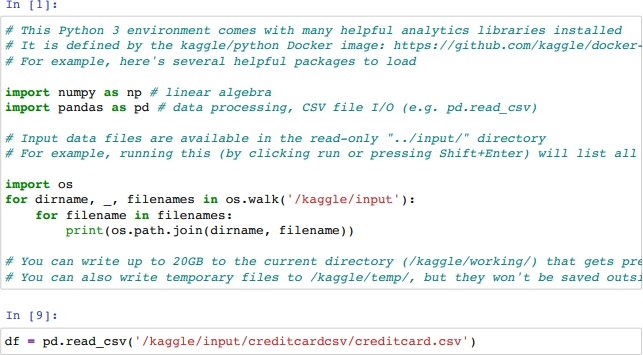 In [1]:
# This Python 3 environment comes with many helpful analytics libraries installed
# It is defined by the kaggle/python Docker image: https://github.com/kaggle/docker-
# For example, here's several helpful packages to load
import numpy as np # linear algebra
import pandas as pd # data processing, CSV file I/O (e.g. pd.read_csv)
# Input data files are available in the read-only "../input/" directory
# For example, running this (by clicking run or pressing Shift+Enter) will list all
import os
for dirname, _, filenames in os.walk('/kaggle/input'):
    for filename in filenames:
        print(os.path.join(dirname, filename))
# You can write up to 20GB to the current directory (/kaggle/working/) that gets pre
# You can also write temporary files to /kaggle/temp/, but they won't be saved outsi
In [9]:
df = pd.read_csv('/kaggle/input/creditcardcsv/creditcard.csv')